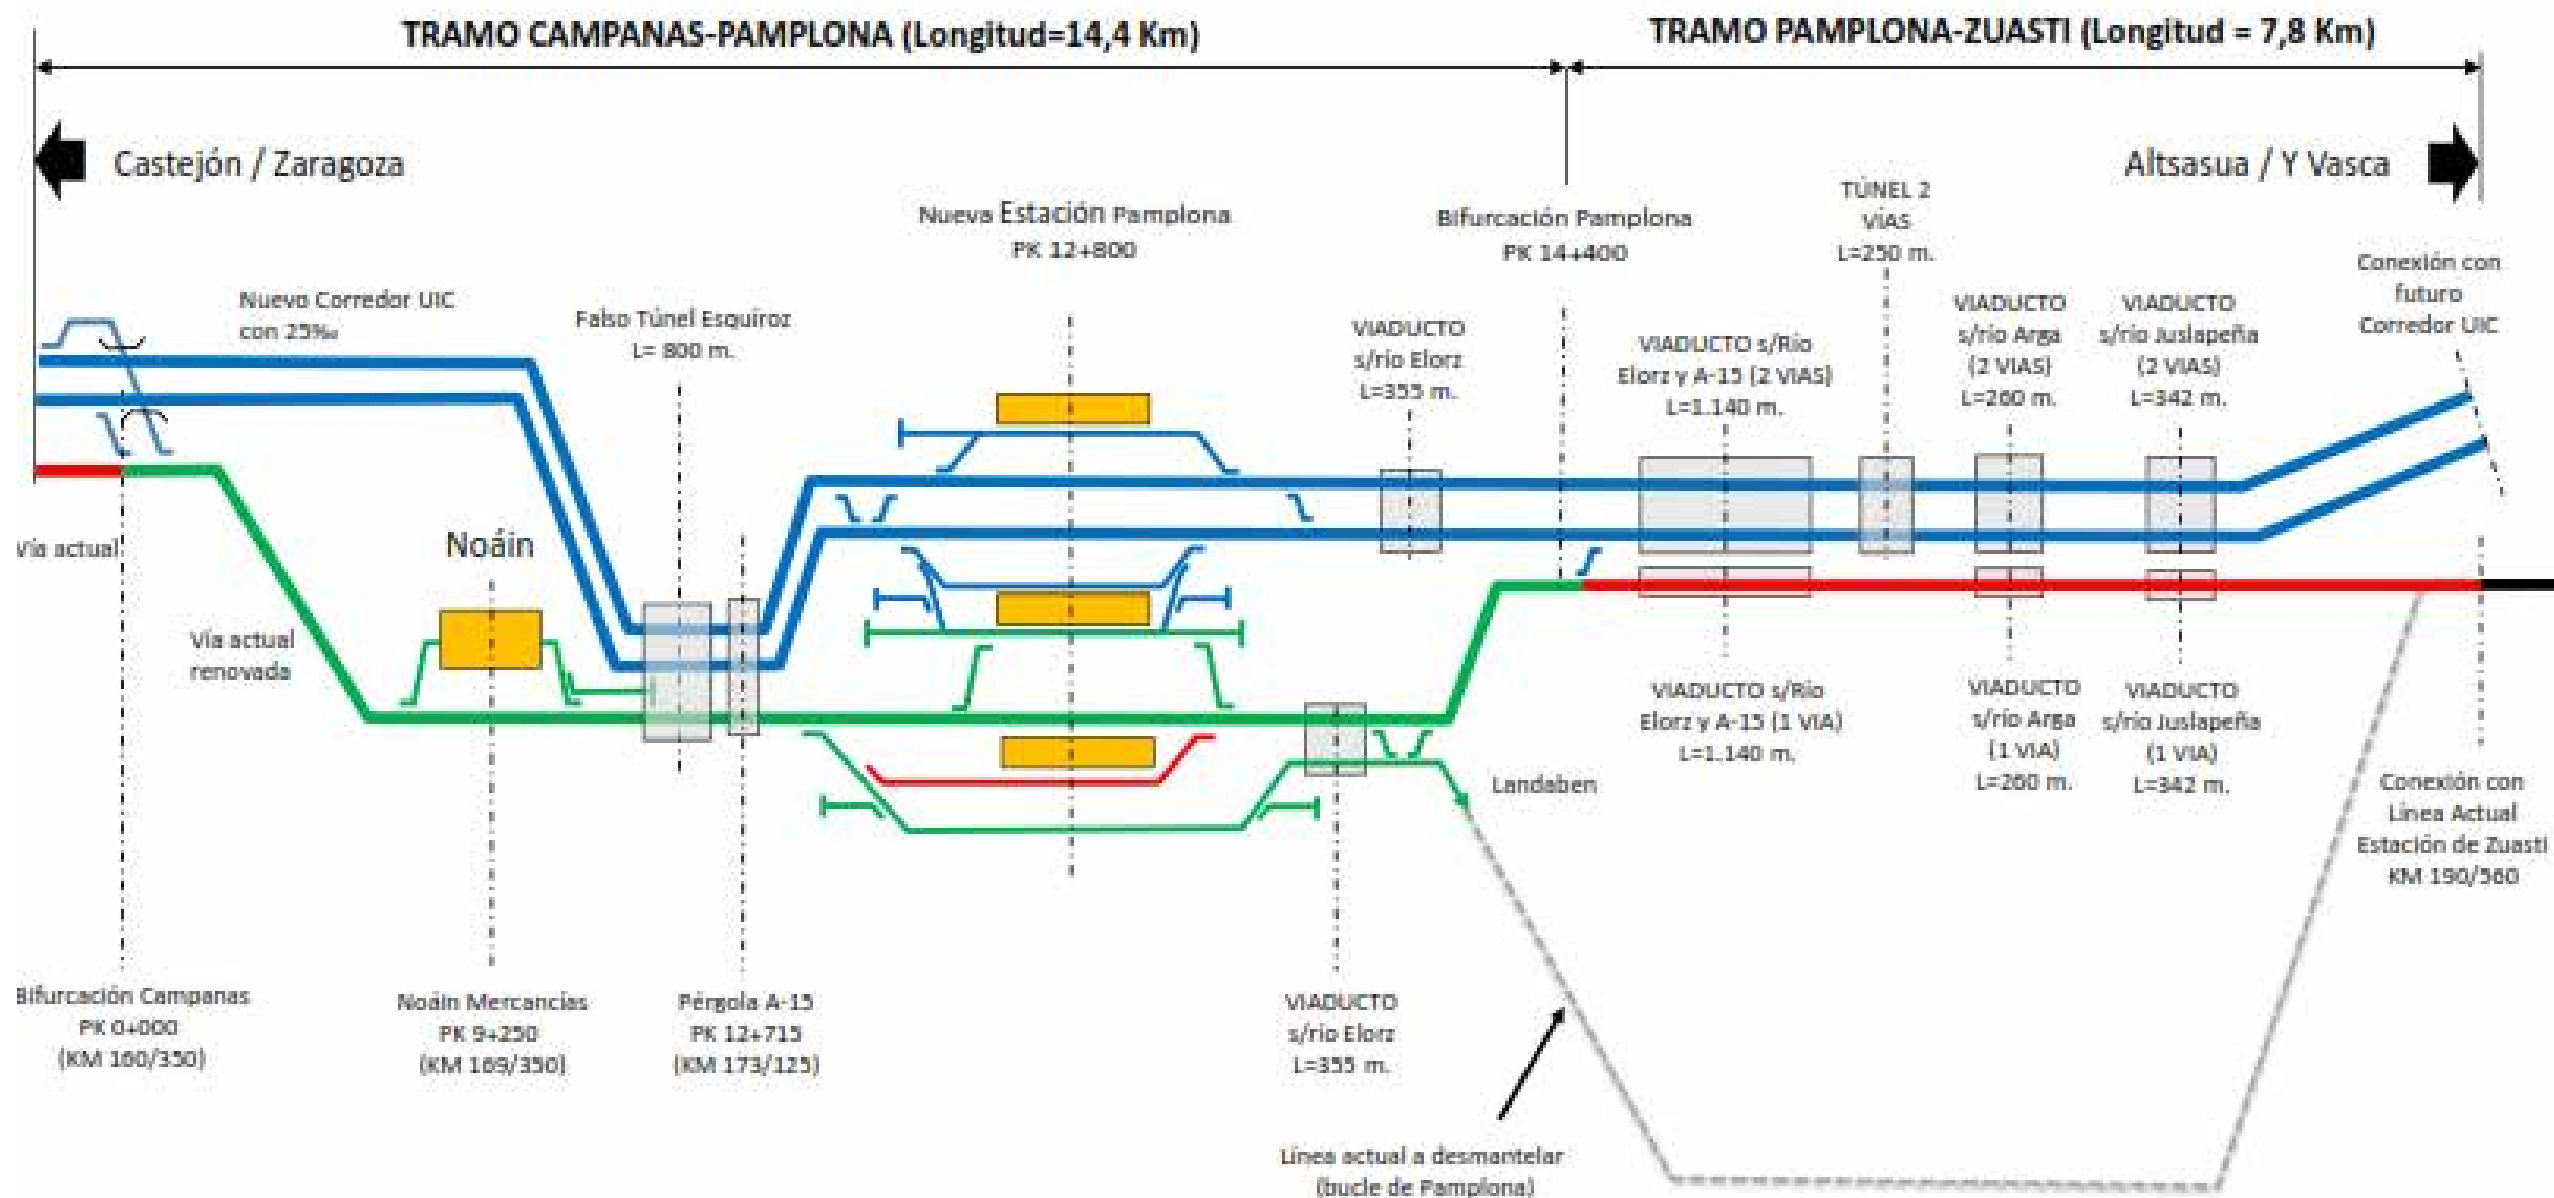 TRAMO CAMPANAS-PAMPLONA (Longitud=14,4 Km)
TRAMO PAMPLONA-ZUASTI (Longitud = 7,8 Km)
Castejón / Zaragoza
Altsasua / Y Vasca
Nueva Estación Pamplona
PK 12+800
Bifurcación Pamplona
PK 14+400
TÚNEL 2
VÍAS
L=250 m.
Nuevo Corredor UIC
con 25‰
Falso Túnel Esquíroz
L= 800 m.
VIADUCTO
s/río Elorz
L=355 m.
VIADUCTO s/Río
Elorz y A-15 (2 VIAS)
L=1.140 m.
VIADUCTO
s/río Arga
(2 VIAS)
L=260 m.
VIADUCTO
s/río Juslapeña
(2 VIAS)
L=342 m.
Conexión con
futuro
Corredor UIC
Vía actual
Noáin
Vía actual
renovada
Landaben
VIADUCTO s/Río
Elorz y A-15 (1 VIA)
L=1.140 m.
VIADUCTO
s/río Arga
(1 VIA)
L=260 m.
VIADUCTO
s/río Juslapeña
(1 VIA)
L=342 m.
Conexión con
Línea Actual
Estación de Zuasti
KM 190/560
Bifurcación Campanas
PK 0+000
(KM 160/350)
Noáin Mercancías
PK 9+250
(KM 169/350)
Pérgola A-15
PK 12+715
(KM 173/125)
VIADUCTO
s/río Elorz
L=355 m.
Línea actual a desmantelar
(bucle de Pamplona)